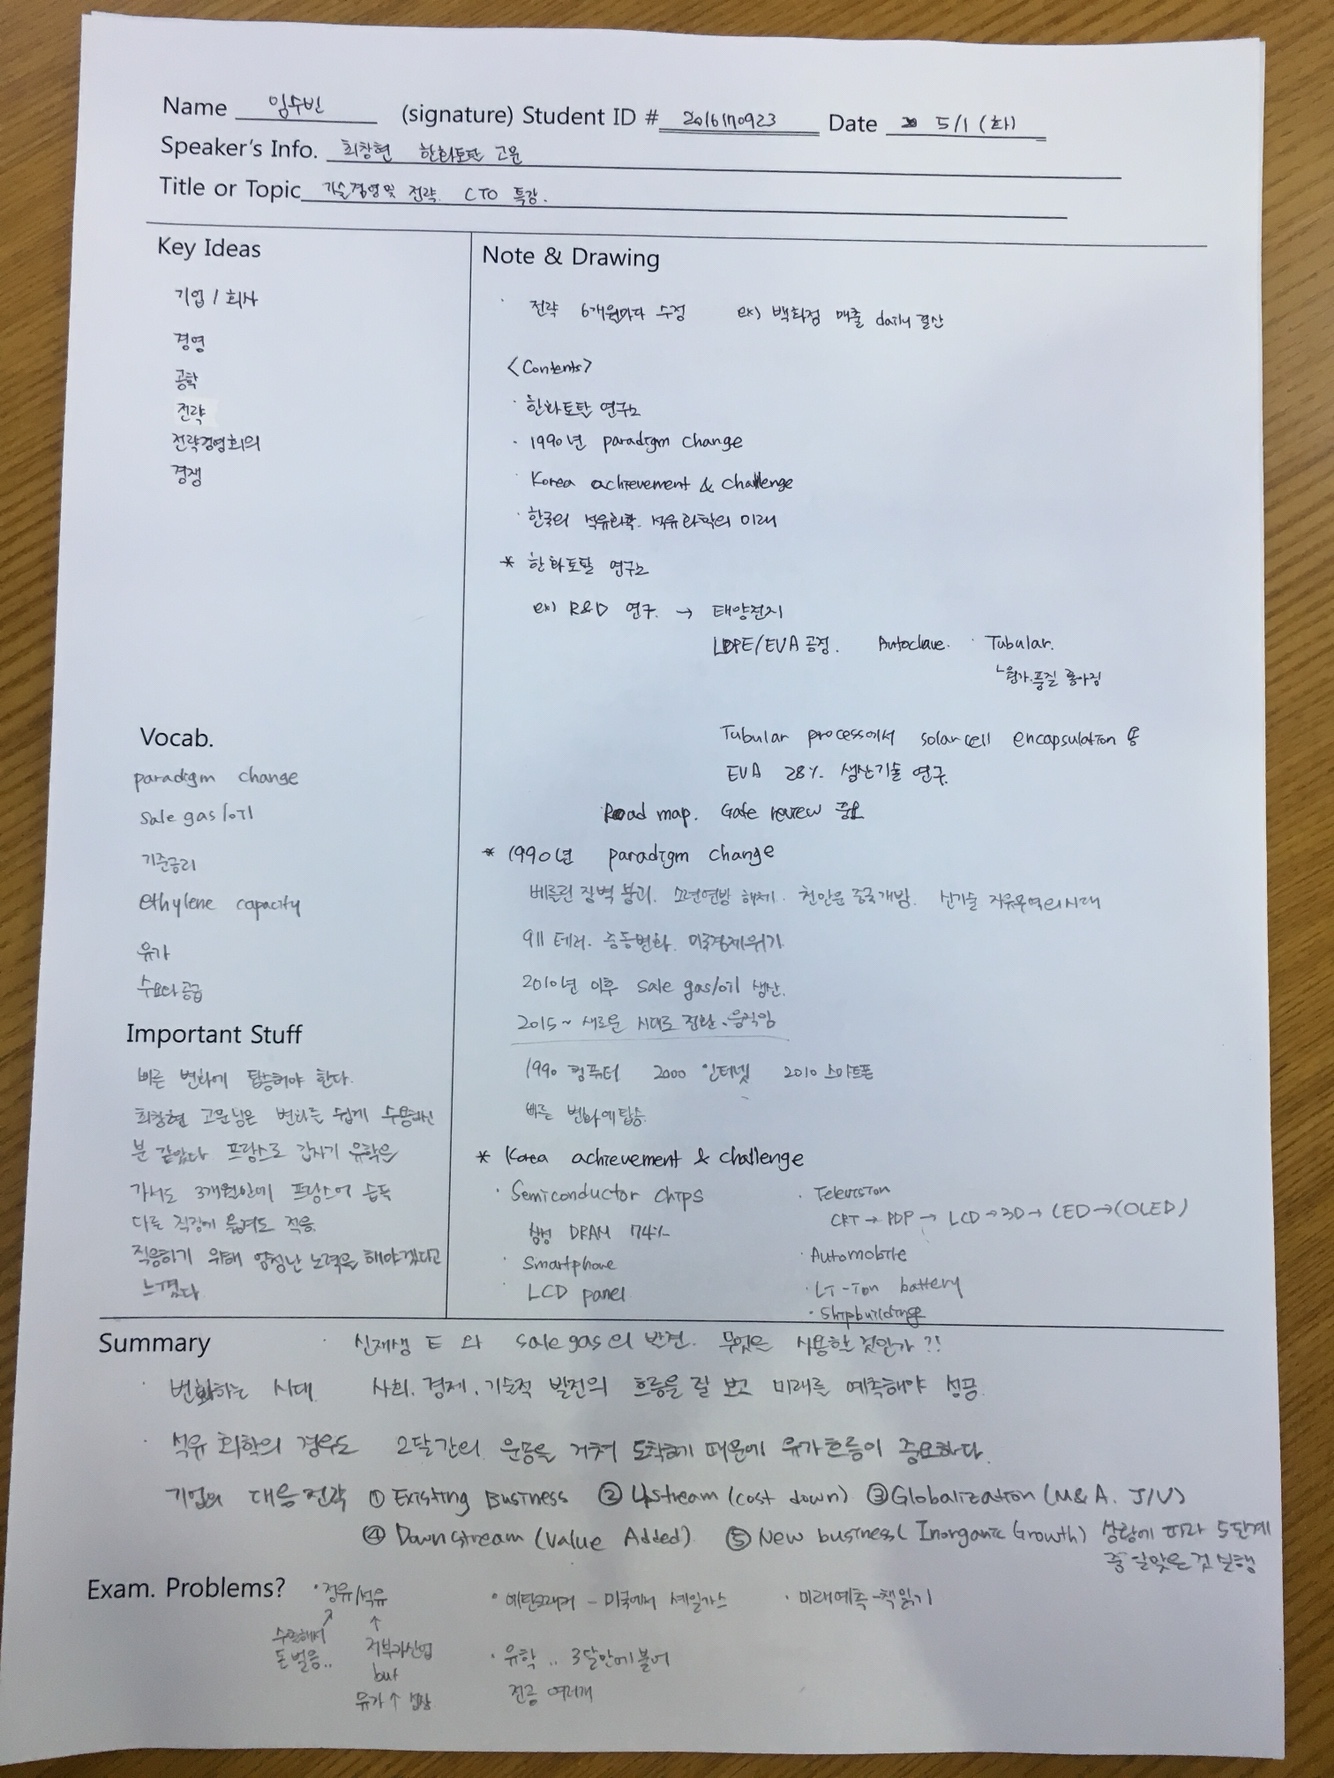 Name 임수빈 (signature) Student ID # 2016170923 Date 5/1 (화)
Speaker's Info. 최창현 한화토탈 고문
Title or Topic 기술경영 및 전략. CTO 특강.
Key Ideas
기업 / 회사
경영
공학
전략
전략경영회의
경쟁
Vocab.
paradigm change
sale gas/oil
기준금리
ethylene capacity
유가
수요와 공급
Important Stuff
빠른 변화에 탑승해야 한다.
최창현 고문님은 변화를 쉽게 수용하신
분 같았다. 프랑스로 갑자기 유학을
가서도 3개월안에 프랑스어 습득
다른 직장에 옮겨도 적응.
적응하기 위해 엄청난 노력을 해야겠다고
느꼈다
Note & Drawing
· 전략 6개월마다 수정 ex) 백화점 매출 daily 결산
<Contents>
· 한화토탈 연구소
· 1990년 paradigm change
· Korea achievement & challenge
· 한국의 석유화학. 석유화학의 미래
* 한화토탈 연구소
ex) R&D 연구. → 태양전지
LDPE/EVA 공정. Autoclave. · Tubular.
품질 좋아짐
Tubular process에서 solar cell encapsulation 용
EVA 28%. 생산기술 연구.
Road map. Gate review 중요
* 1990년 paradigm change
베를린 장벽 붕괴. 소련연방 해체. 천안문 중국개방. 신기술 자유무역의시대
911 테러. 중동변화. 미국경제위기.
2010년 이후 sale gas/oil 생산.
2015~ 새로운 시대로 전환. 움직임
1990 컴퓨터 2000 인터넷 2010 스마트폰
빠른 변화에 탑승.
* Korea achievement & challenge
· Semiconductor chips
DRAM 74%
· Smartphone
· LCD panel
· Television
CRT → PDP → LCD → 3D → LED → (OLED)
· Automobile
· Li-Ion battery
· Shipbuilding
Summary · 신재생 E 와 sale gas의 발견. 무엇을 사용할 것인가?!
· 변화하는 시대 사회. 경제. 기술적 발전의 흐름을 잘 보고 미래를 예측해야 성공.
· 석유 화학의 경우도 2달간의 운동을 거쳐 도착하기 때문에 유가흐름이 중요하다.
기업의 대응전략 ① Existing Business ② Upstream (cost down) ③ Globalization (M&A. J/V)
④ Downstream (Value Added). ⑤ New business (Inorganic Growth) 상황에 따라 5단계
중 알맞은 것 실행
Exam. Problems? · 정유/석유
돈 벌음..
but
유가↑
· 에탄크래커 - 미국에서 셰일가스
· 유학 .. 3달안에 불어
전공 여러개
· 미래예측 - 책읽기